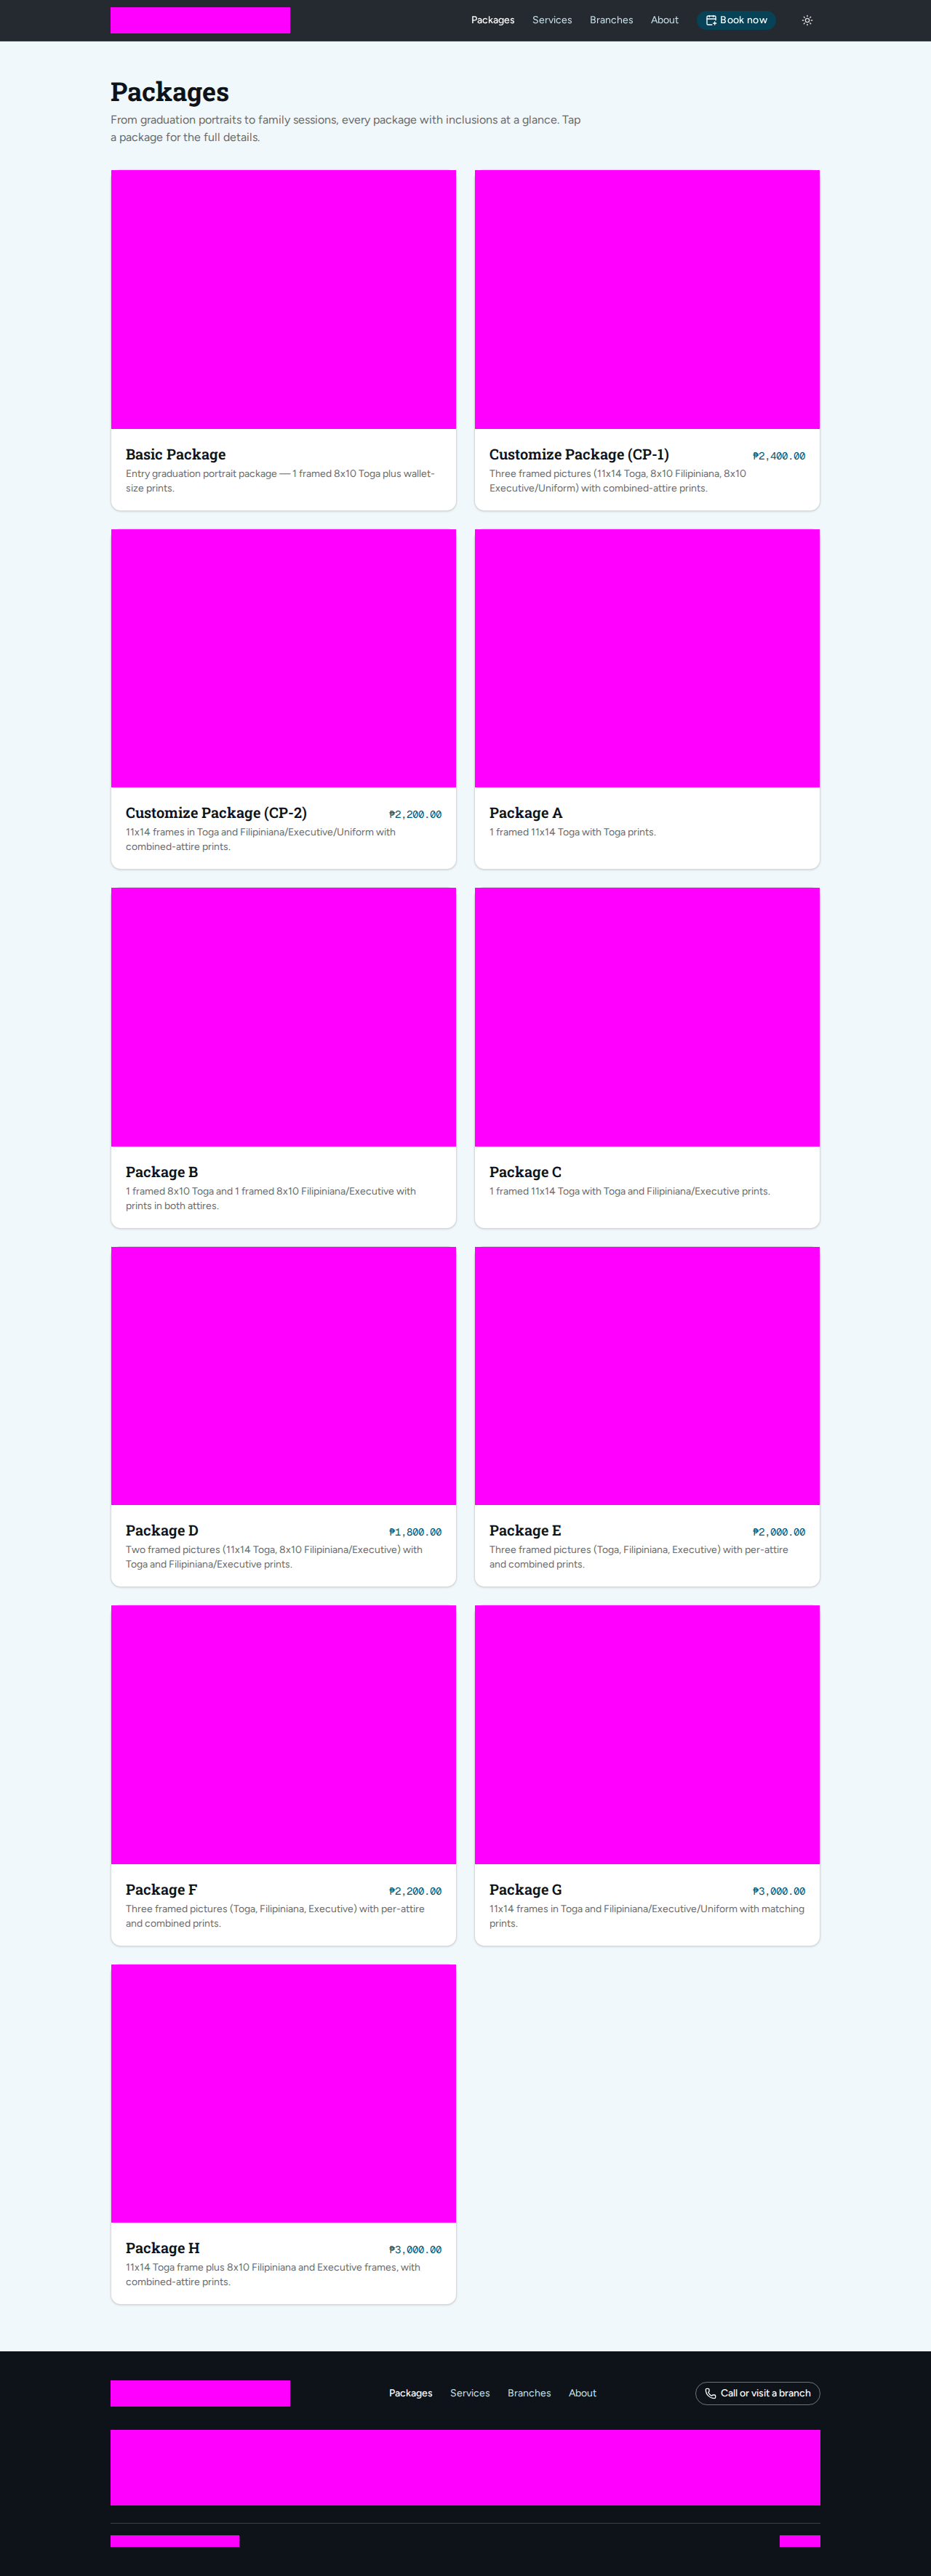 Packages
Services
Branches
About
Book now
Packages
From graduation portraits to family sessions, every package with inclusions at a glance. Tap
a package for the full details.
Basic Package
Entry graduation portrait package — 1 framed 8x10 Toga plus wallet-
size prints.
Customize Package (CP-1)
₱2,400.00
Three framed pictures (11x14 Toga, 8x10 Filipiniana, 8x10
Executive/Uniform) with combined-attire prints.
Customize Package (CP-2)
₱2,200.00
11x14 frames in Toga and Filipiniana/Executive/Uniform with
combined-attire prints.
Package A
1 framed 11x14 Toga with Toga prints.
Package B
1 framed 8x10 Toga and 1 framed 8x10 Filipiniana/Executive with
prints in both attires.
Package C
1 framed 11x14 Toga with Toga and Filipiniana/Executive prints.
Package D
₱1,800.00
Two framed pictures (11x14 Toga, 8x10 Filipiniana/Executive) with
Toga and Filipiniana/Executive prints.
Package E
₱2,000.00
Three framed pictures (Toga, Filipiniana, Executive) with per-attire
and combined prints.
Package F
₱2,200.00
Three framed pictures (Toga, Filipiniana, Executive) with per-attire
and combined prints.
Package G
₱3,000.00
11x14 frames in Toga and Filipiniana/Executive/Uniform with matching
prints.
Package H
₱3,000.00
11x14 Toga frame plus 8x10 Filipiniana and Executive frames, with
combined-attire prints.
Packages
Services
Branches
About
Call or visit a branch